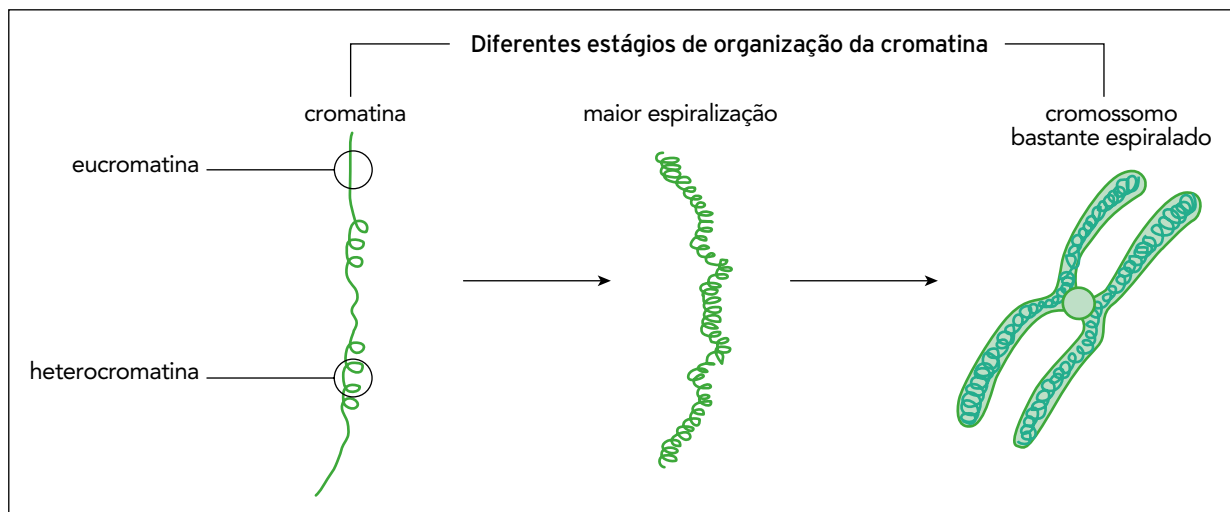 Diferentes estágios de organização da cromatina
cromatina
maior espiralização
cromossomo
bastante espiralado
eucromatina
heterocromatina